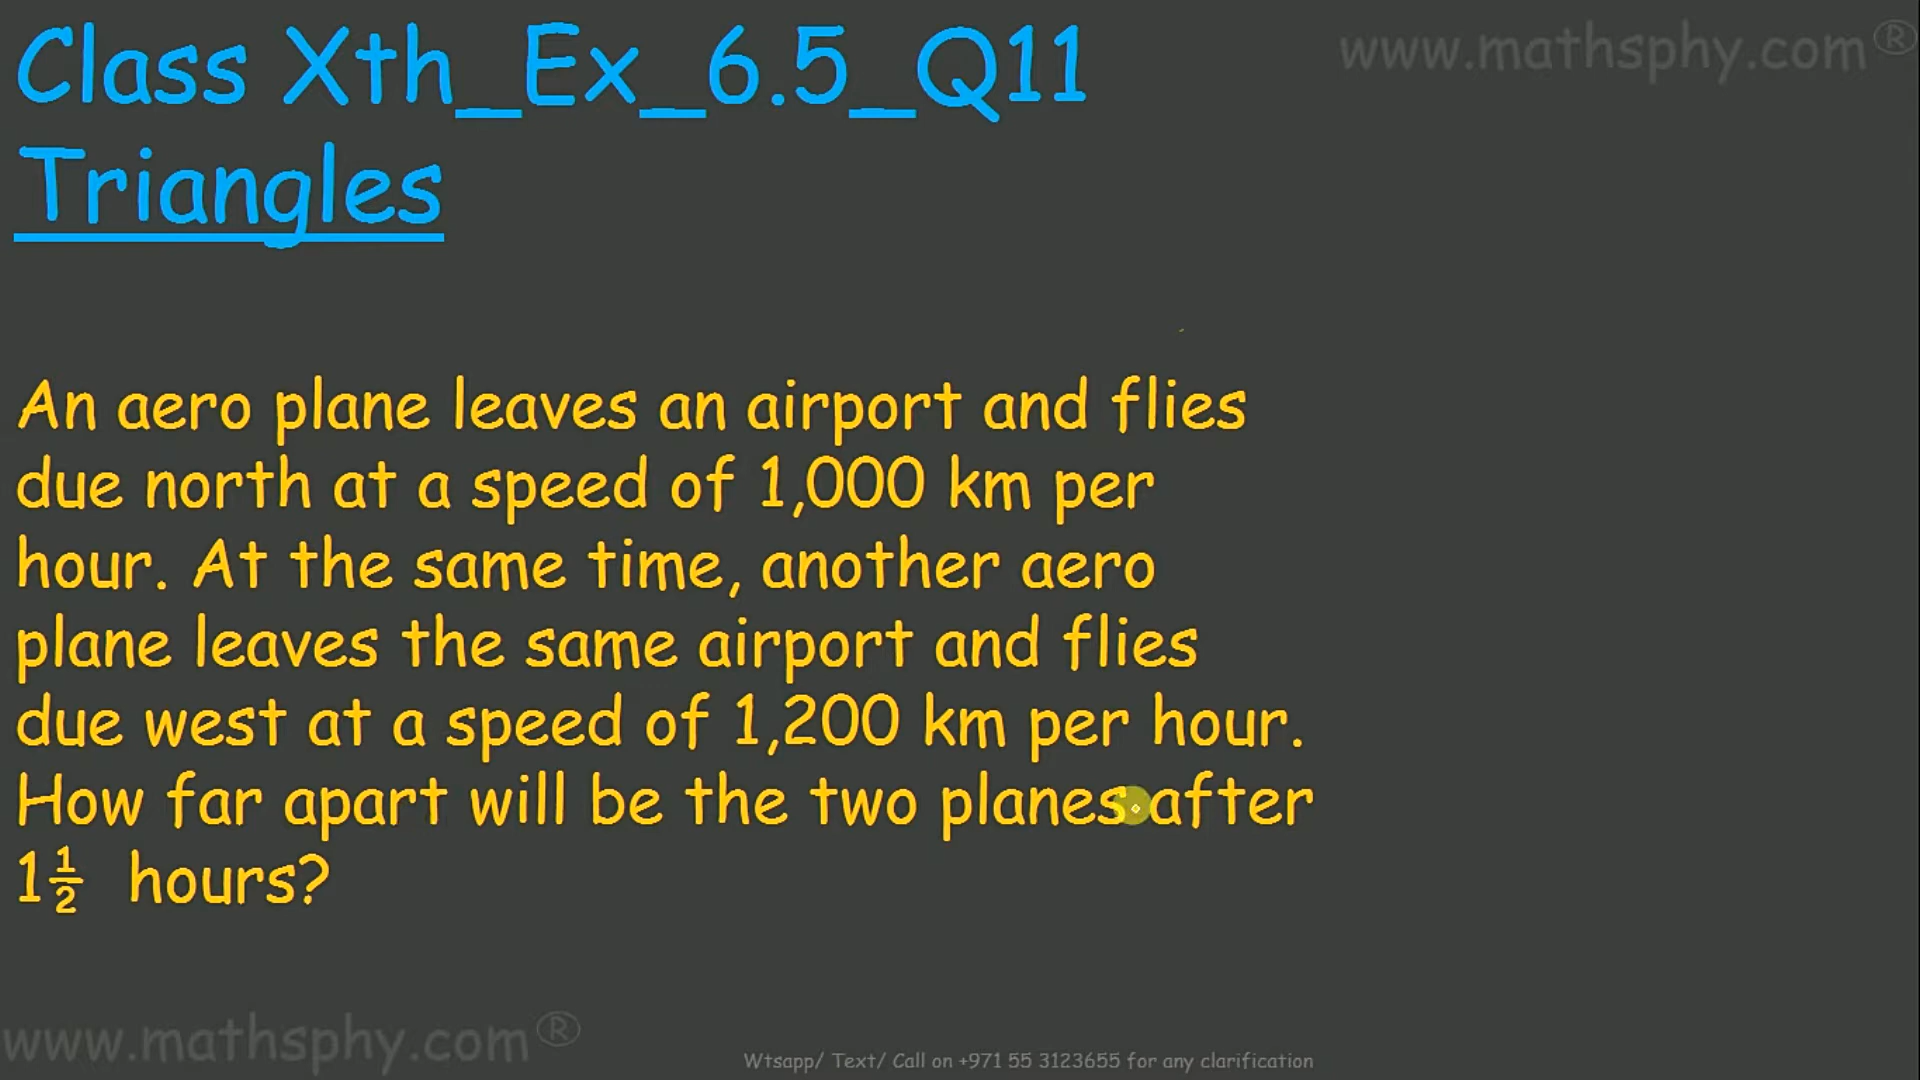 Class Xth_Ex_6.5_Q11
www.mathsphy.com®
Triangles
An aero plane leaves an airport and flies
due north at a speed of 1,000 km per
hour. At the same time, another aero
plane leaves the same airport and flies
due west at a speed of 1,200 km per hour.
How far apart will be the two planes after
1½ hours?
www.mathsphy.com®
Wtsapp/ Text/ Call on +971 55 3123655 for any clarification